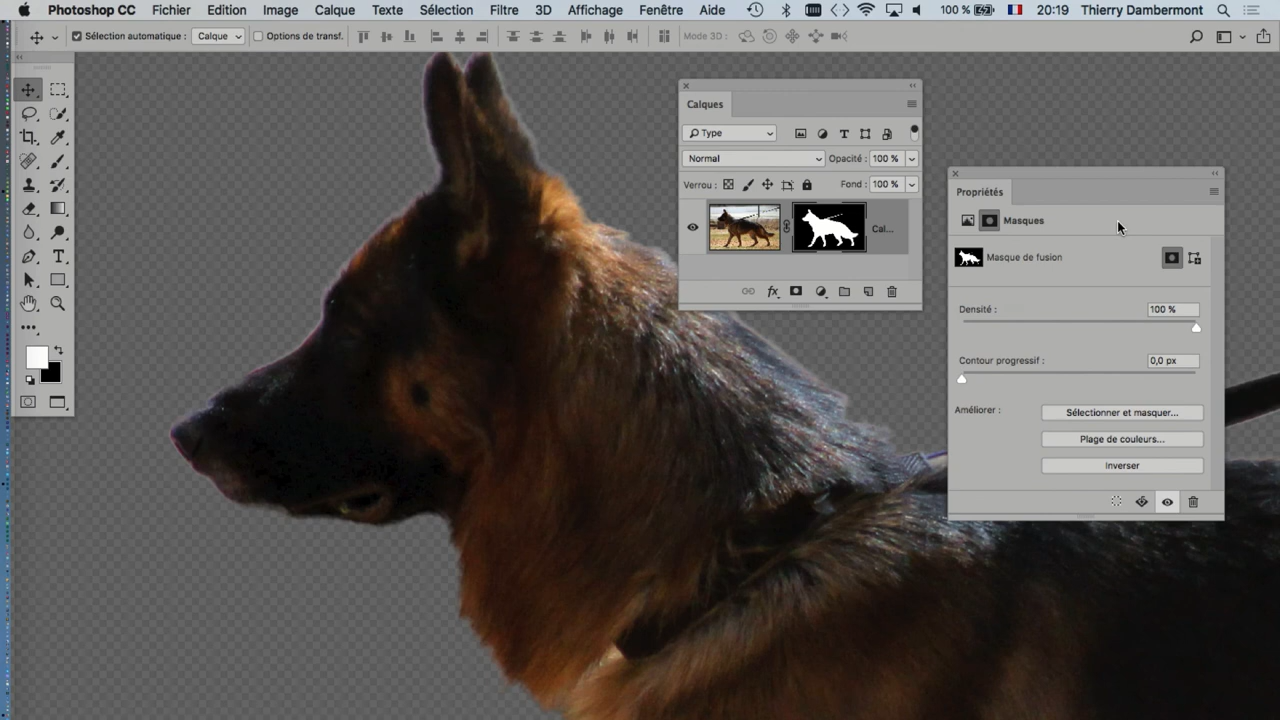 Photoshop CC Fichier Edition Image Calque Texte Sélection Filtre 3D Affichage Fenêtre Aide 100 % 20:19 Thierry Dambermont
Sélection automatique : Calque Options de transf. Mode 3D :
Calques
Type
Normal Opacité : 100 %
Verrou : Fond : 100 %
Cal...
Propriétés
Masques
Masque de fusion
Densité : 100 %
Contour progressif : 0,0 px
Améliorer : Sélectionner et masquer...
Plage de couleurs...
Inverser